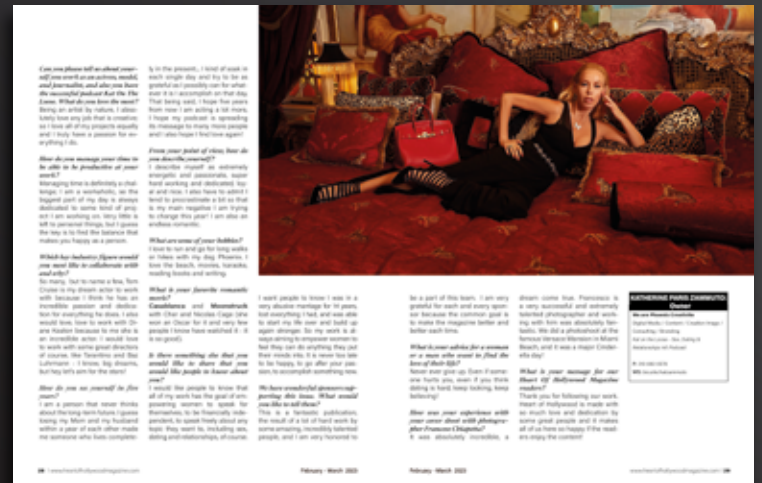 Can you please tell us about your-
self you work as an actress, model,
and journalist, and also you have
the successful podcast Kat On The
Loose. What do you love the most?
Being an artist by nature, I abso-
lutely love any job that is creative;
so I love all of my projects equally
and I truly have a passion for ev-
erything I do.
How do you manage your time to
be able to be productive at your
work?
Managing time is definitely a chal-
lenge; I am a workaholic, so the
biggest part of my day is always
dedicated to some kind of proj-
ect I am working on. Very little is
left to personal things, but I guess
the key is to find the balance that
makes you happy as a person.
Which key industry figure would
you most like to collaborate with
and why?
So many, but to name a few, Tom
Cruise is my dream actor to work
with because I think he has an
incredible passion and dedica-
tion for everything he does. I also
would love, love to work with Di-
ane Keaton because to me she is
an incredible actor. I would love
to work with some great directors
of course, like Tarantino and Baz
Luhrmann - I know, big dreams,
but hey let's aim for the stars!
How do you see yourself in five
years?
I am a person that never thinks
about the long term future. I guess
losing my Mom and my husband
within a year of each other made
me someone who lives complete-
ly in the present,. I kind of soak in
each single day and try to be as
grateful as I possibly can for what-
ever it is I accomplish on that day.
That being said, I hope five years
from now I am acting a lot more,
I hope my podcast is spreading
its message to many more people
and I also hope I find love again!
From your point of view, how do
you describe yourself?
I describe myself as extremely
energetic and passionate, super
hard working and dedicated, loy-
al and nice. I also have to admit I
tend to procrastinate a bit so that
is my main negative I am trying
to change this year! I am also an
endless romantic.
What are some of your hobbies?
I love to run and go for long walks
or hikes with my dog, Phoenix. I
love the beach, movies, karaoke,
reading books and writing.
What is your favorite romantic
work?
Casablanca and Moonstruck
with Cher and Nicolas Cage (she
won an Oscar for it and very few
people I know have watched it - it
is so good).
Is there something else that you
would like to share that you
would like people to know about
you?
I would like people to know that
all of my work has the goal of em-
powering women to speak for
themselves, to be financially inde-
pendent, to speak freely about any
topic they want to, including sex,
dating and relationships, of course.
I want people to know I was in a
very abusive marriage for 14 years,
lost everything I had, and was able
to start my life over and build up
again stronger. So my work is al-
ways aiming to empower women to
feel they can do anything they put
their minds into. It is never too late
to be happy, to go after your pas-
sion, to accomplish something new.
We have wonderful sponsors sup-
porting this issue. What would
you like to tell them?
This is a fantastic publication,
the result of a lot of hard work by
some amazing, incredibly talented
people, and I am very honored to
be a part of this team. I am very
grateful for each and every spon-
sor because the common goal is
to make the magazine better and
better each time.
What is your advice for a woman
or a man who want to find the
love of their life?
Never ever give up. Even if some-
one hurts you, even if you think
dating is hard, keep looking, keep
believing!
How was your experience with
your cover shoot with photogra-
pher Francesco
It was absolutely incredible, a
dream come true. Francesco is
a very successful and extremely
talented photographer and work-
ing with him was absolutely fan-
tastic. We did a photoshoot at the
famous Versace Mansion in Miami
Beach, and it was a major Cinder-
ella day!
What is your message for our
Heart Of Hollywood Magazine
readers?
Thank you for following our work.
Heart of Hollywood is made with
so much love and dedication by
some great people and it makes
all of us here so happy if the read-
ers enjoy the content!
KATHERINE PARIS ZAMMUTO:
Owner
Digital Media / Content / Creative Image /
Consulting / Modeling
Kat on the Loose - Sex, Dating &
Relationships HD Podcast
www.heartofhollywoodmagazine.com
February - March 2023
February - March 2023
www.heartofhollywoodmagazine.com